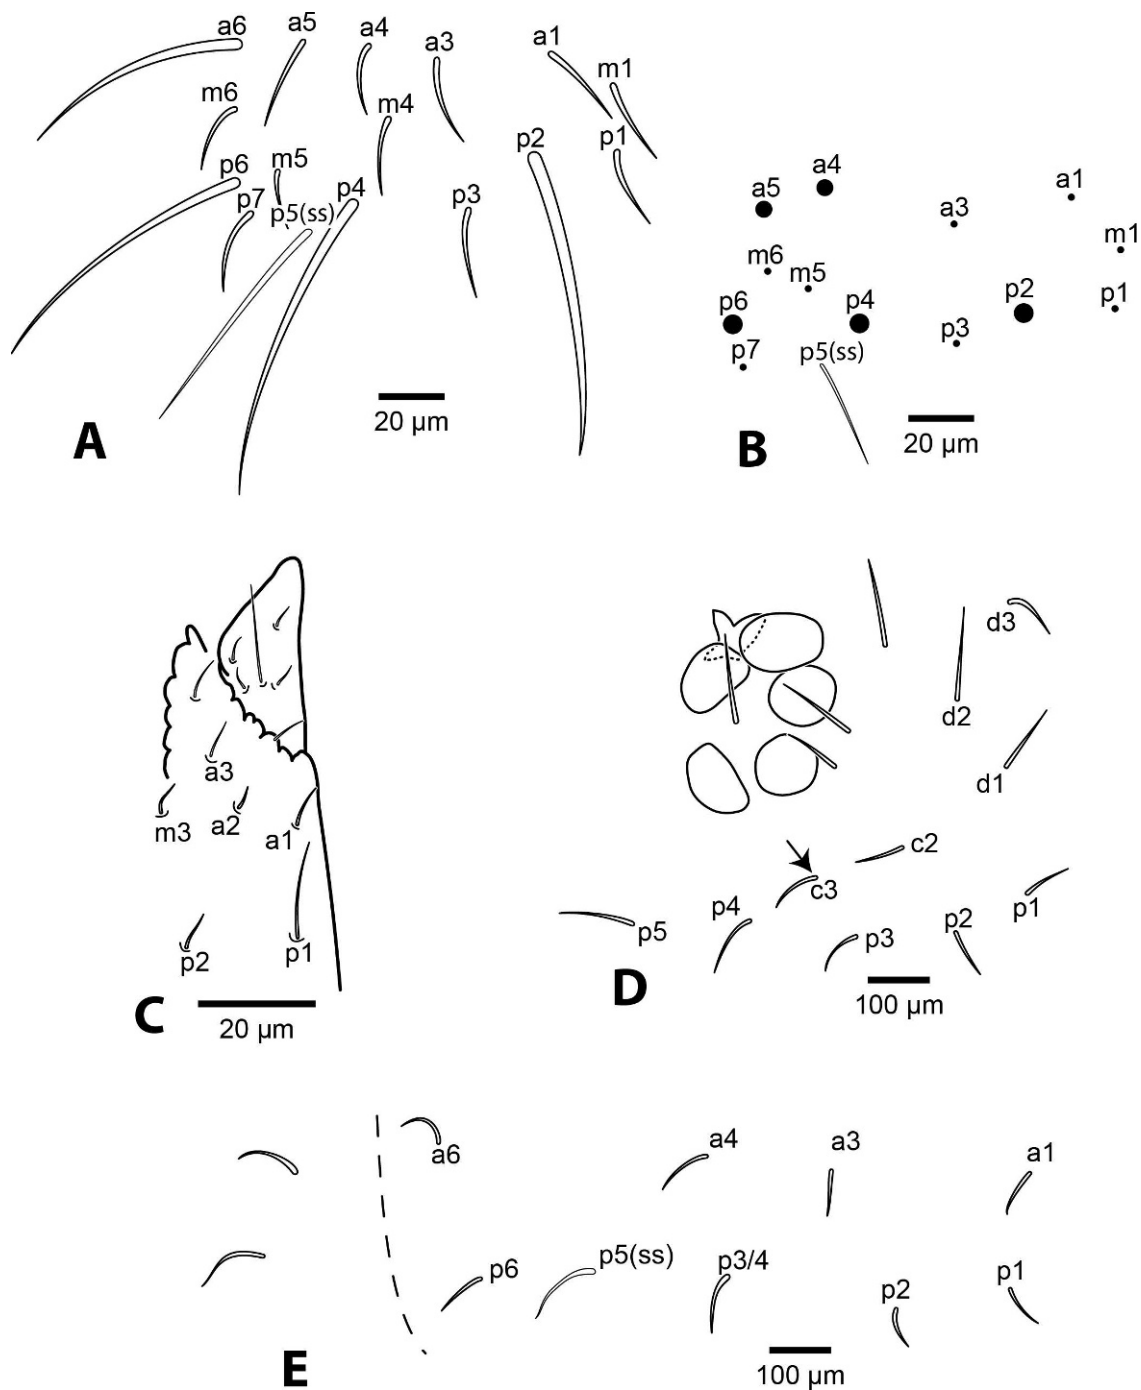 a6 a5 a4 a3 a1 m1
m6 m4 p2 p1
p6 m5 p4 p3
p7 p5(ss)
20 µm
A
a5 a4 a3 a1
m6 m5 m1
p6 p4 p2 p1
p7 p5(ss) p3
20 µm
B
a3
m3 a2 a1
p2 p1
C
20 µm
d3
d2
d1
c2
c3
p5 p4 p3 p2 p1
D
100 µm
a6 a4 a3 a1
p6 p5(ss) p3/4 p2 p1
E
100 µm